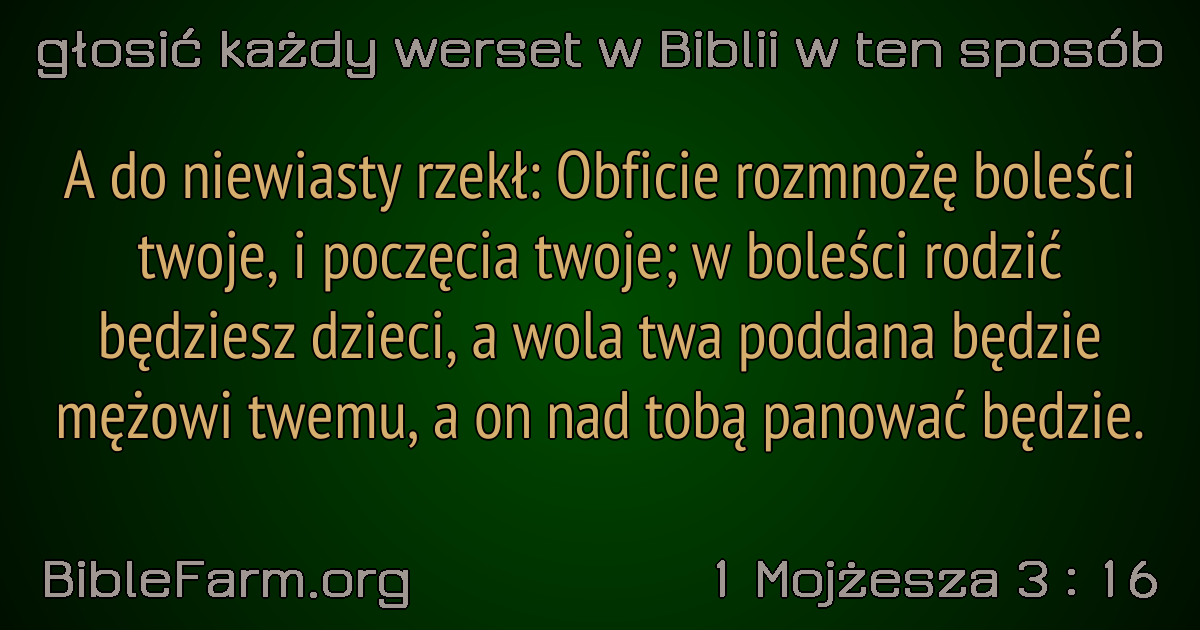 głosić każdy werset w Biblii w ten sposób
A do niewiasty rzekł: Obficie rozmnożę boleści
twoje, i poczęcia twoje; w boleści rodzić
będziesz dzieci, a wola twa poddana będzie
mężowi twemu, a on nad tobą panować będzie.
BibleFarm.org
1 Mojżesza 3 : 16